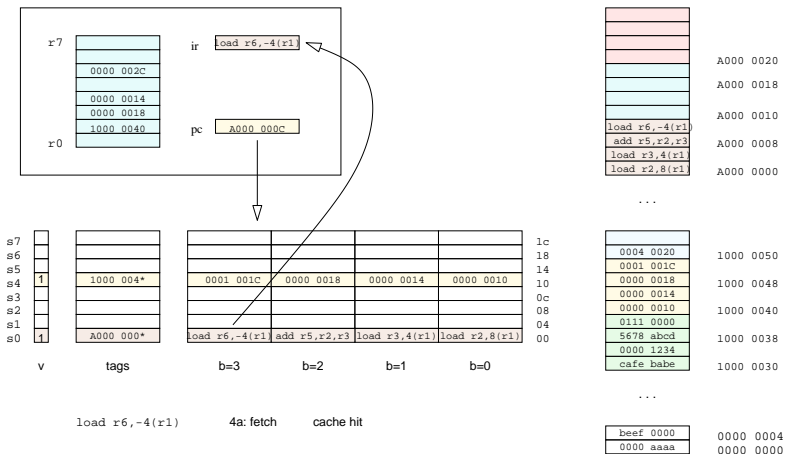 r7
ir
load r6,-4(r1)
0000 002C
0000 0014
0000 0018
1000 0040
pc
A000 000C
r0
A000 0020
A000 0018
A000 0010
load r6,-4(r1)
add r5,r2,r3
A000 0008
load r3,4(r1)
load r2,8(r1)
A000 0000
...
s7
1c
s6
18
s5
14
s4
1
1000 004*
0001 001C
0000 0018
0000 0014
0000 0010
10
s3
0c
s2
08
s1
04
s0
1
A000 000*
load r6,-4(r1)
add r5,r2,r3
load r3,4(r1)
load r2,8(r1)
00
v
tags
b=3
b=2
b=1
b=0
0004 0020
1000 0050
0001 001C
0000 0018
1000 0048
0000 0014
0000 0010
1000 0040
0111 0000
5678 abcd
1000 0038
0000 1234
cafe babe
1000 0030
...
load r6,-4(r1)
4a: fetch
cache hit
beef 0000
0000 0004
0000 aaaa
0000 0000